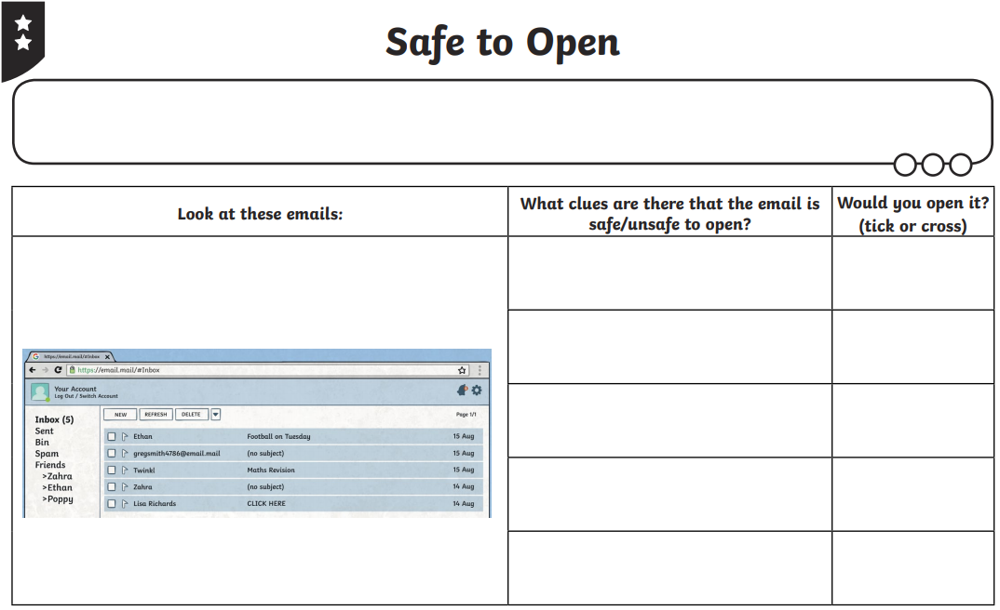 Safe to Open
Look at these emails:
What clues are there that the email is
safe/unsafe to open?
Would you open it?
(tick or cross)
https://email.mail/#Inbox
https://email.mail/#Inbox
Your Account
Log Out / Switch Account
Inbox (5)
Sent
Bin
Spam
Friends
>Zahra
>Ethan
>Poppy
NEW REFRESH DELETE Page 1/1
Ethan Football on Tuesday 15 Aug
gregsmith4786@email.mail (no subject) 15 Aug
Twinkl Maths Revision 15 Aug
Zahra (no subject) 14 Aug
Lisa Richards CLICK HERE 14 Aug